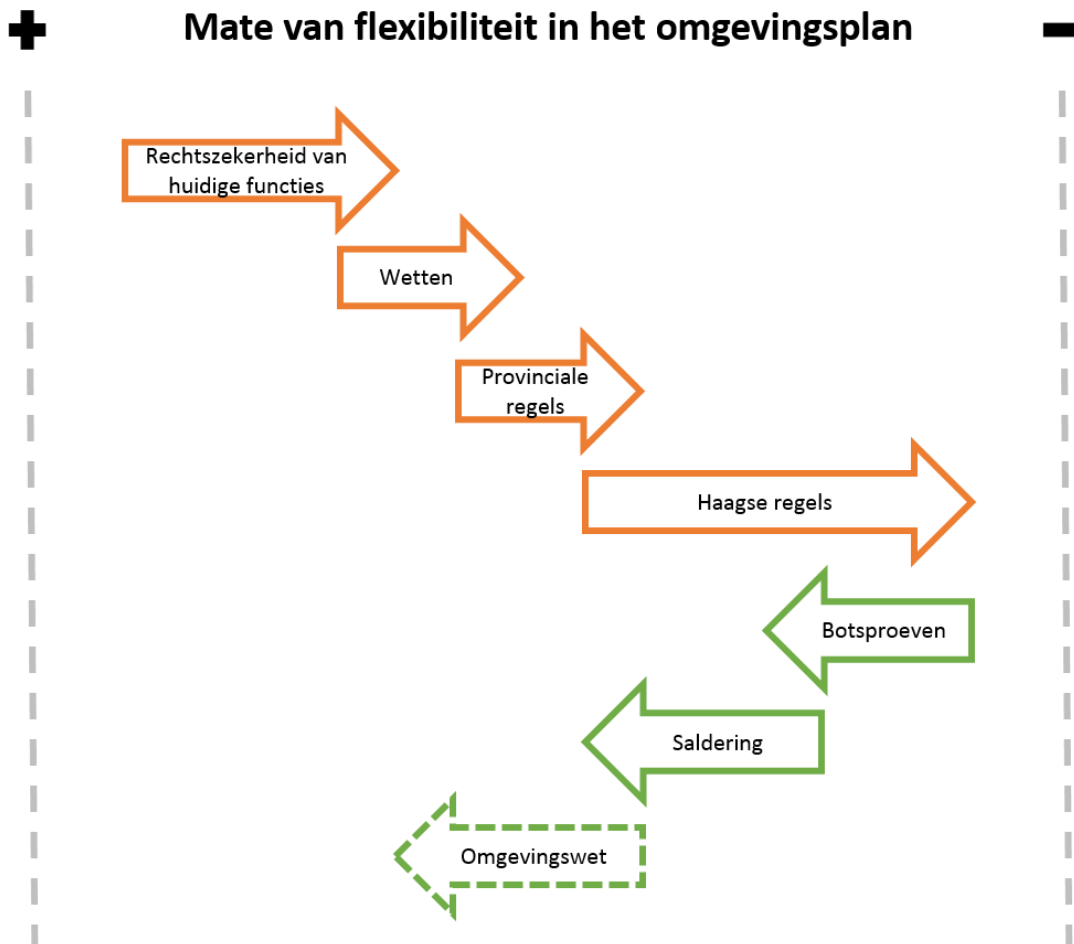 Mate van flexibiliteit in het omgevingsplan
Rechtszekerheid van
huidige functies
Wetten
Provinciale
regels
Haagse regels
Botsproeven
Saldering
Omgevingswet